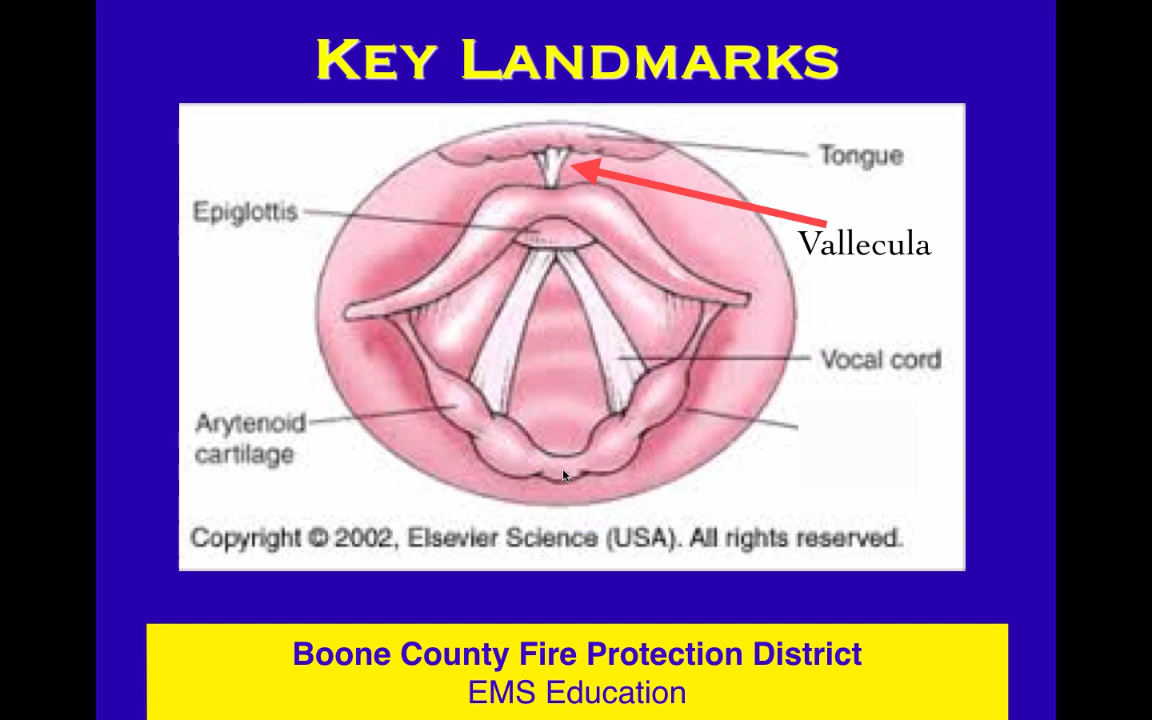 KEY LANDMARKS
Tongue
Epiglottis
Vallecula
Vocal cord
Arytenoid
cartilage
Copyright © 2002, Elsevier Science (USA). All rights reserved.
Boone County Fire Protection District
EMS Education